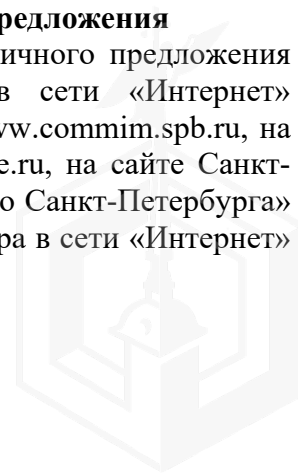 редложения
ичного предложения
в сети «Интернет»
ww.commim.spb.ru, на
e.ru, на сайте Санкт-
о Санкт-Петербурга»
ра в сети «Интернет»